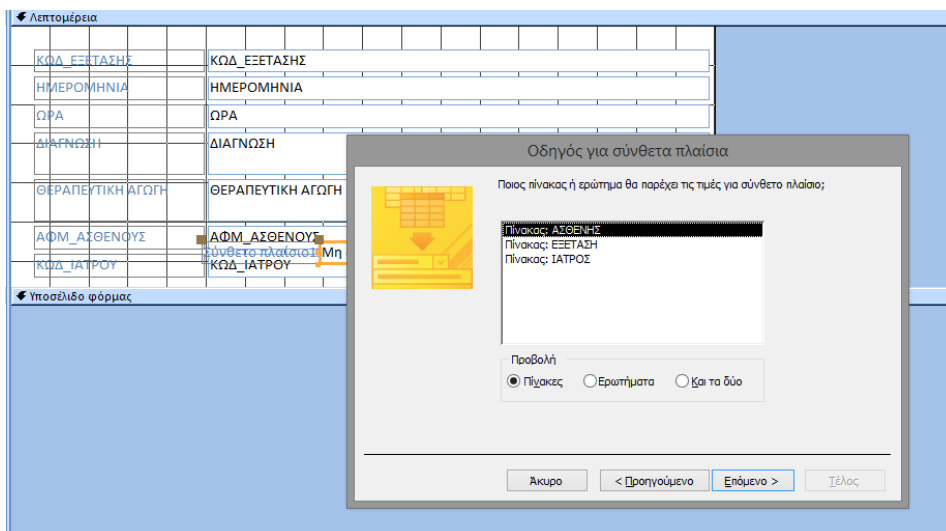 Λεπτομέρεια
ΚΩΔ_ΕΞΕΤΑΣΗΣ ΚΩΔ_ΕΞΕΤΑΣΗΣ
ΗΜΕΡΟΜΗΝΙΑ ΗΜΕΡΟΜΗΝΙΑ
ΩΡΑ ΩΡΑ
ΔΙΑΓΝΩΣΗ ΔΙΑΓΝΩΣΗ
ΘΕΡΑΠΕΥΤΙΚΗ ΑΓΩΓΗ ΘΕΡΑΠΕΥΤΙΚΗ ΑΓΩΓΗ
ΑΦΜ_ΑΣΘΕΝΟΥΣ ΑΦΜ_ΑΣΘΕΝΟΥΣ
Σύνθετο πλαίσιο1 Μη
ΚΩΔ_ΙΑΤΡΟΥ ΚΩΔ_ΙΑΤΡΟΥ
Υποσέλιδο φόρμας
Οδηγός για σύνθετα πλαίσια
Ποιος πίνακας ή ερώτημα θα παρέχει τις τιμές για σύνθετο πλαίσιο;
Πίνακας: ΑΣΘΕΝΗΣ
Πίνακας: ΕΞΕΤΑΣΗ
Πίνακας: ΙΑΤΡΟΣ
Προβολή
Πίνακες Ερωτήματα Και τα δύο
Άκυρο < Προηγούμενο Επόμενο > Τέλος